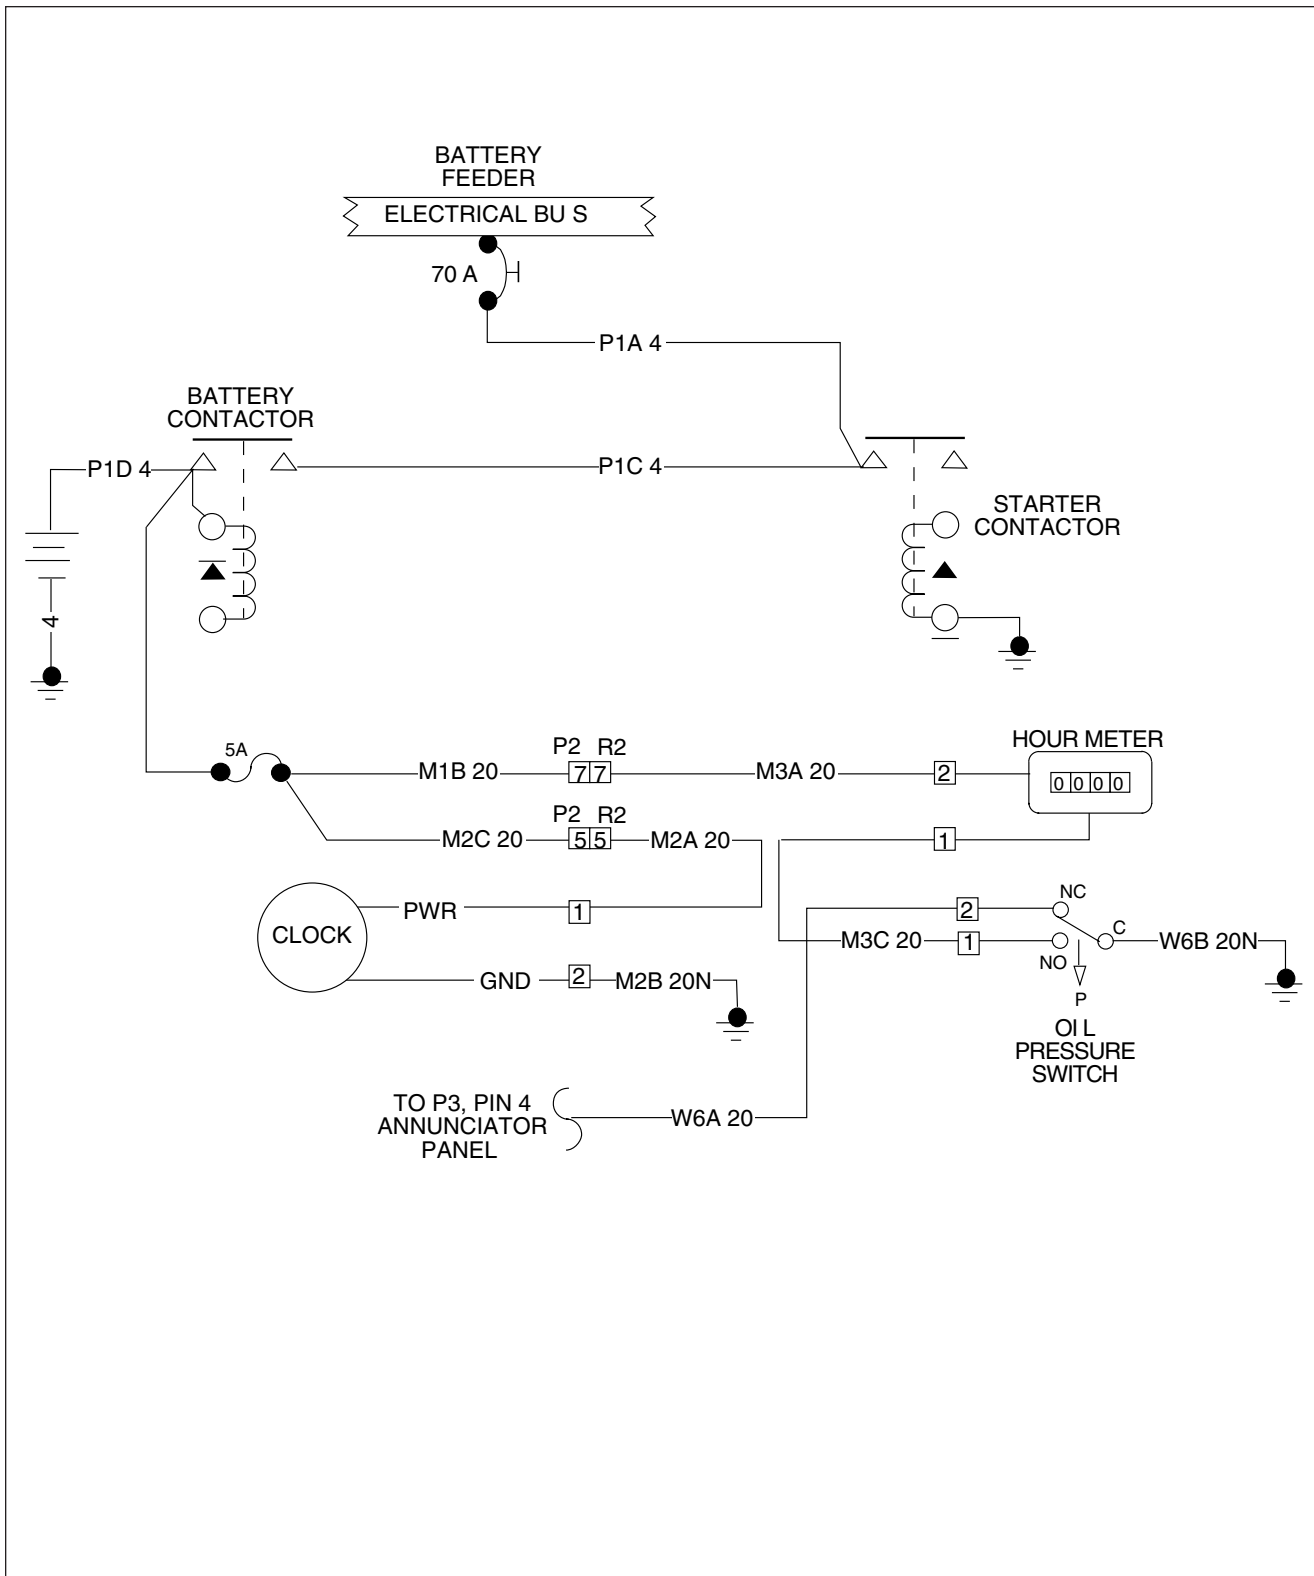 BATTERY
FEEDER
ELECTRICAL BU S
70 A
P1A 4
BATTERY
CONTACTOR
P1D 4
P1C 4
STARTER
CONTACTOR
4
5A
P2 R2
HOUR METER
M1B 20
7 7
M3A 20
2
0 0 0 0
P2 R2
M2C 20
5 5
M2A 20
1
NC
PWR
1
2
C
CLOCK
M3C 20
1
W6B 20N
NO
GND
2
M2B 20N
P
OI L
PRESSURE
SWITCH
TO P3, PIN 4
ANNUNCIATOR
PANEL
W6A 20